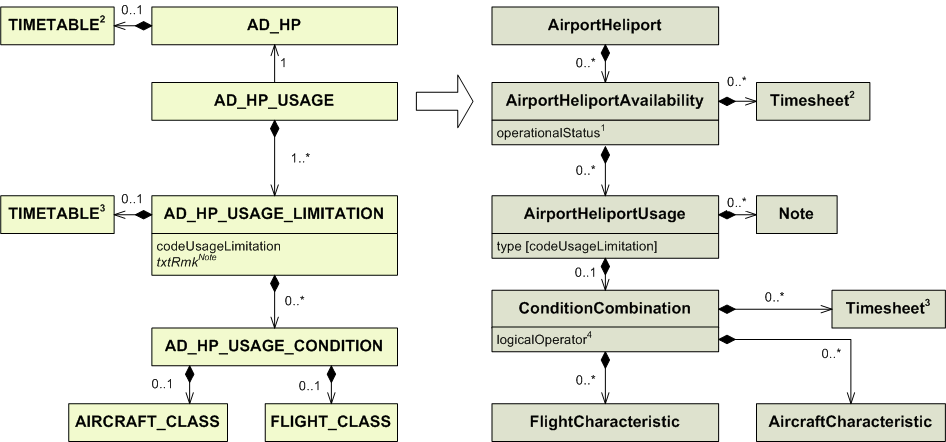 TIMETABLE²
0..1
AD_HP
1
AD_HP_USAGE
1..*
TIMETABLE³
0..1
AD_HP_USAGE_LIMITATION
codeUsageLimitation
txtRmkNote
0..*
AD_HP_USAGE_CONDITION
0..1
0..1
AIRCRAFT_CLASS
FLIGHT_CLASS
AirportHeliport
0..*
AirportHeliportAvailability
operationalStatus¹
0..*
Timesheet²
0..*
AirportHeliportUsage
type [codeUsageLimitation]
0..*
Note
0..1
ConditionCombination
logicalOperator⁴
0..*
Timesheet³
0..*
0..*
FlightCharacteristic
AircraftCharacteristic